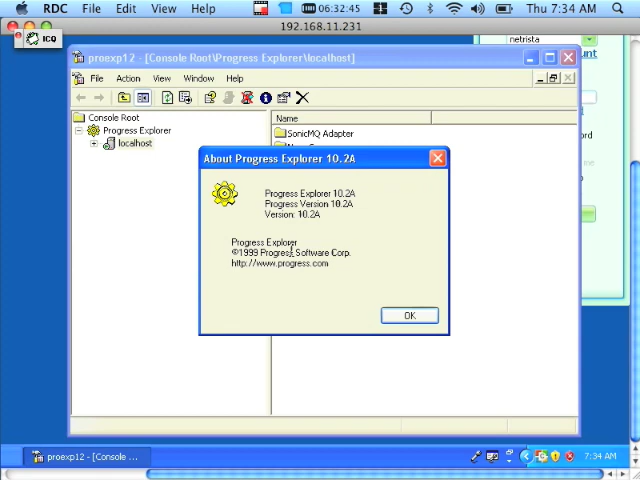 RDC File Edit View Help 06:32:45 Thu 7:34 AM
192.168.11.231
ICQ
netrista
proexp12 - [Console Root\Progress Explorer\localhost]
File Action View Window Help
Console Root
Progress Explorer
localhost
Name
SonicMQ Adapter
About Progress Explorer 10.2A
Progress Explorer 10.2A
Progress Version 10.2A
Version: 10.2A
Progress Explorer
©1999 Progress Software Corp.
http://www.progress.com
OK
proexp12 - [Console ...
7:34 AM